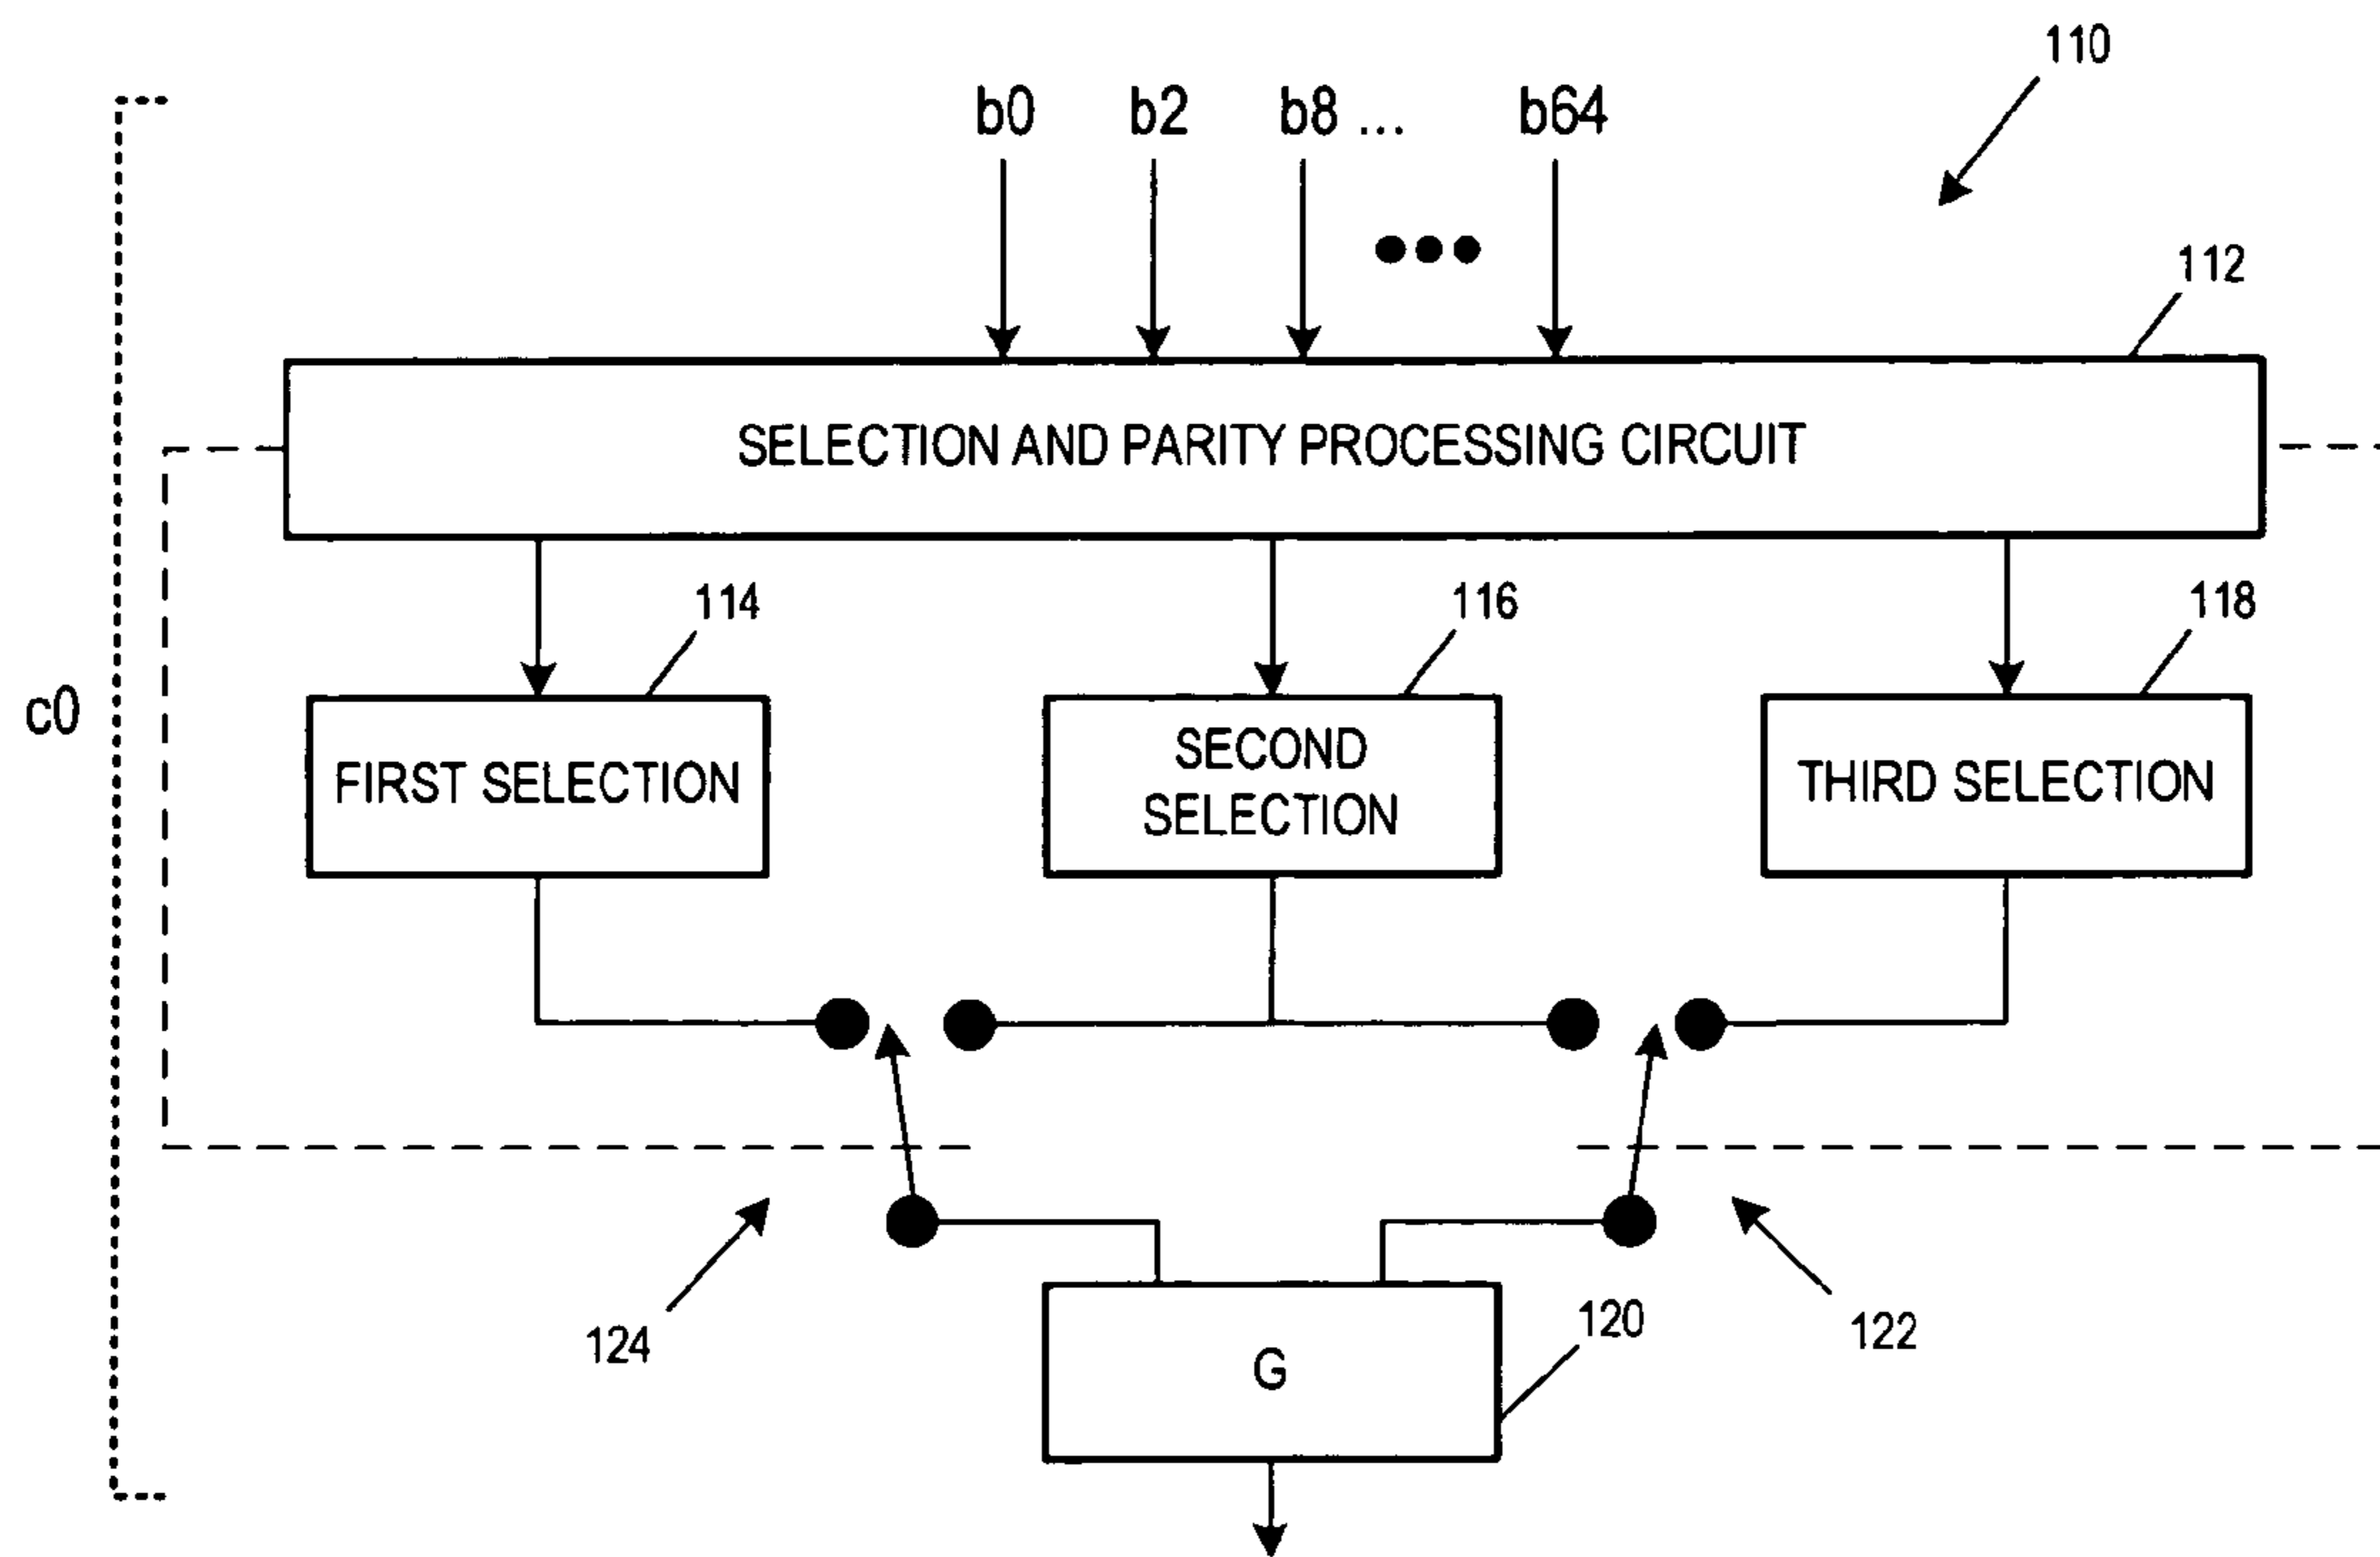 110
b0 b2 b8 ... b64
112
SELECTION AND PARITY PROCESSING CIRCUIT
114
116
118
c0
FIRST SELECTION
SECOND
SELECTION
THIRD SELECTION
124
120
122
G